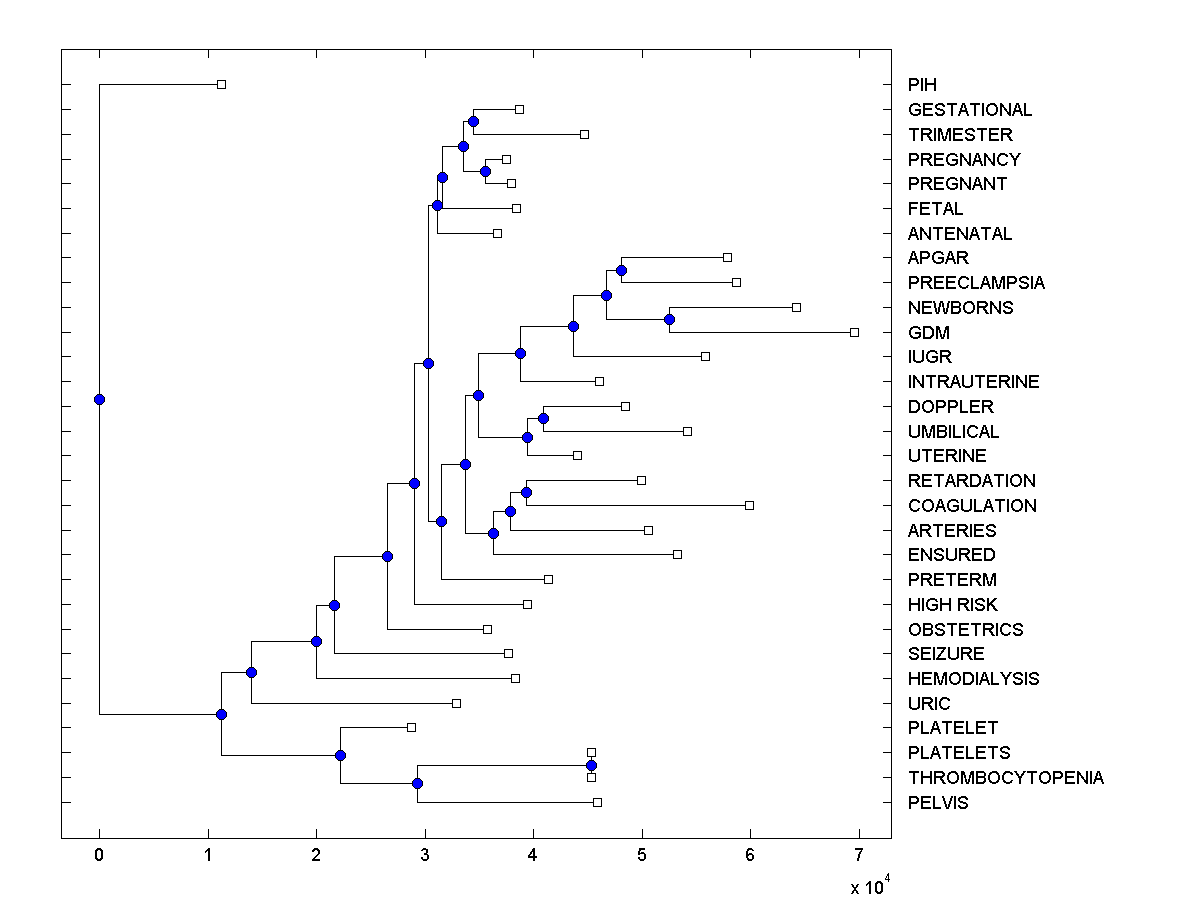 PIH
GESTATIONAL
TRIMESTER
PREGNANCY
PREGNANT
FETAL
ANTENATAL
APGAR
PREECLAMPSIA
NEWBORNS
GDM
IUGR
INTRAUTERINE
DOPPLER
UMBILICAL
UTERINE
RETARDATION
COAGULATION
ARTERIES
ENSURED
PRETERM
HIGH RISK
OBSTETRICS
SEIZURE
HEMODIALYSIS
URIC
PLATELET
PLATELETS
THROMBOCYTOPENIA
PELVIS
0 1 2 3 4 5 6 7
x 10^4